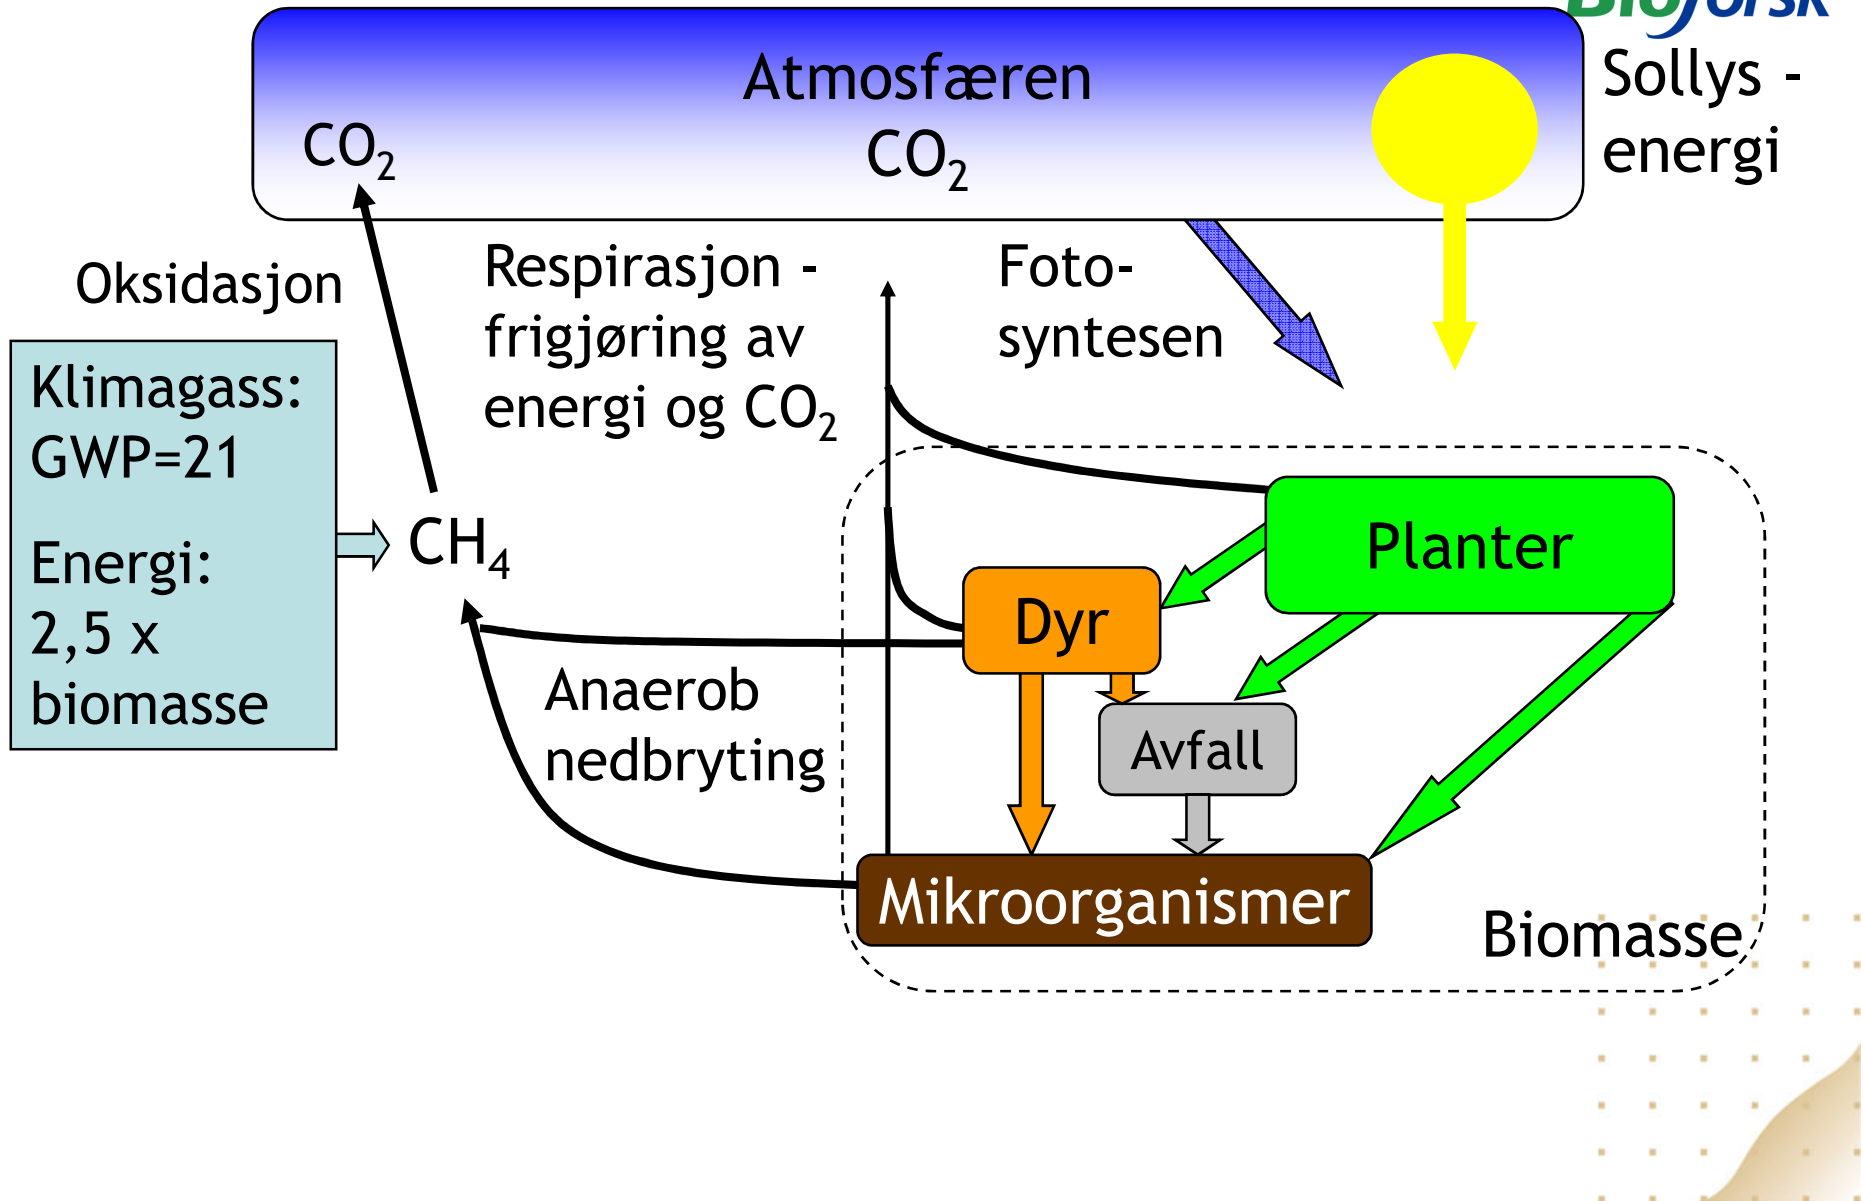 Bioforsk
Atmosfæren
CO₂
CO₂
Sollys -
energi
Oksidasjon
Respirasjon -
frigjøring av
energi og CO₂
Foto-
syntesen
Klimagass:
GWP=21
Energi:
2,5 x
biomasse
CH₄
Planter
Dyr
Anaerob
nedbryting
Avfall
Mikroorganismer
Biomasse